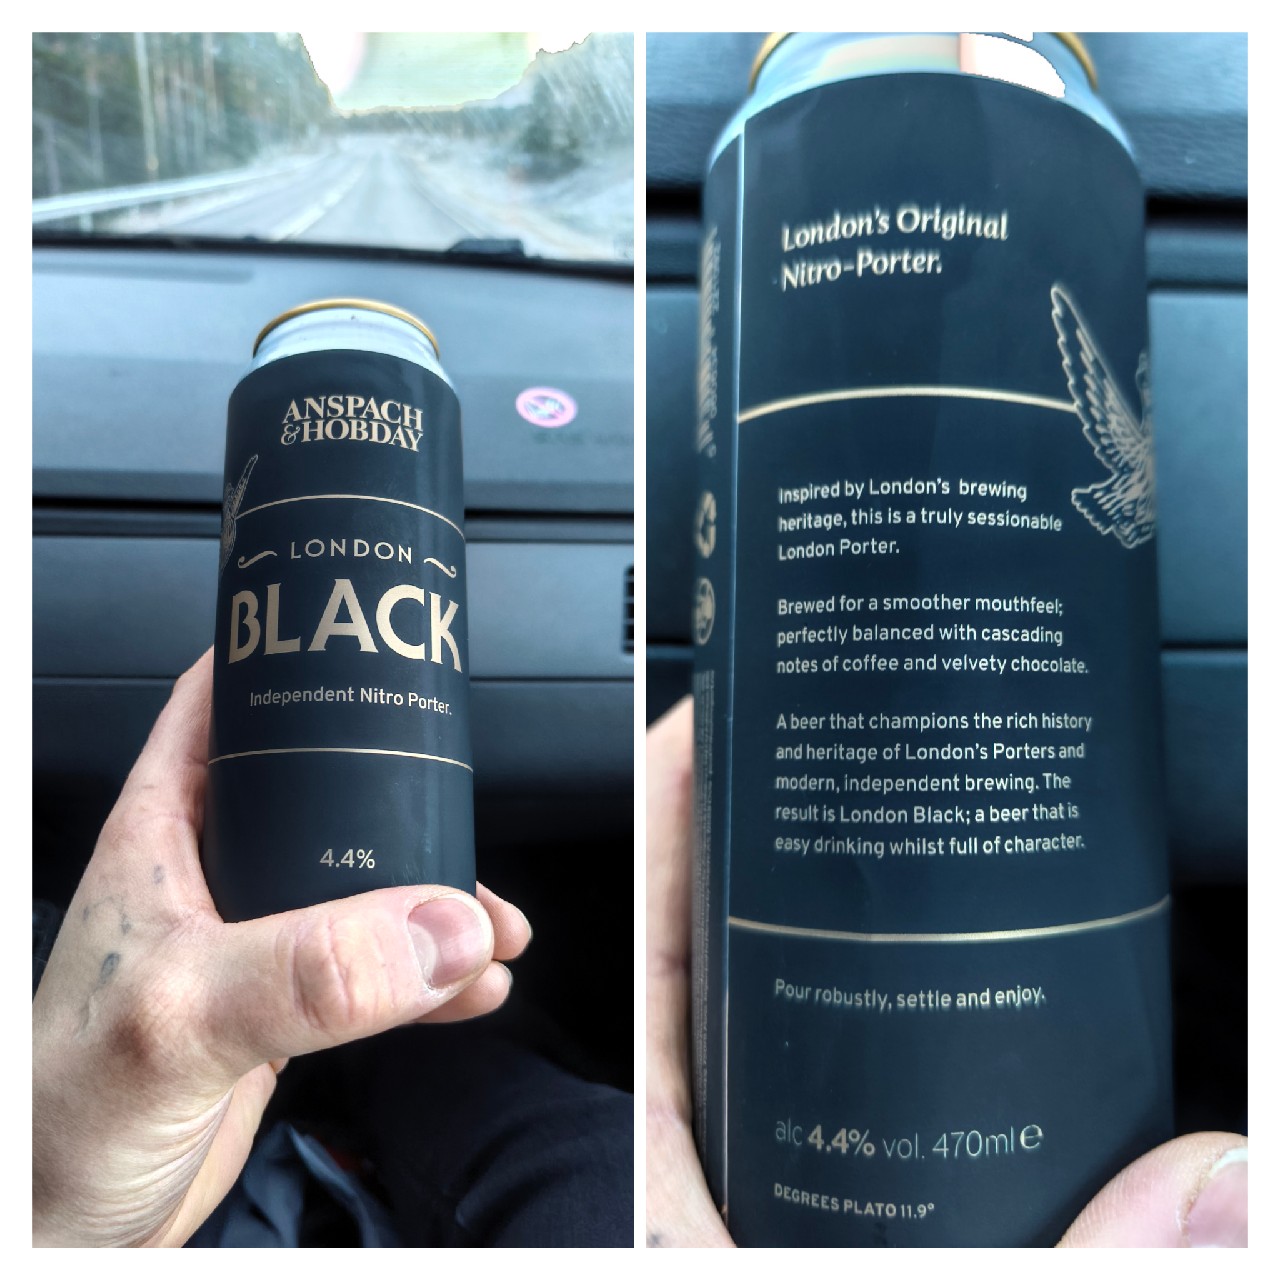 ANSPACH
&HOBDAY
LONDON
BLACK
Independent Nitro Porter.
4.4%
London's Original
Nitro-Porter.
Inspired by London's brewing
heritage, this is a truly sessionable
London Porter.
Brewed for a smoother mouthfeel;
perfectly balanced with cascading
notes of coffee and velvety chocolate.
A beer that champions the rich history
and heritage of London's Porters and
modern, independent brewing. The
result is London Black; a beer that is
easy drinking whilst full of character.
Pour robustly, settle and enjoy.
alc 4.4% vol. 470ml e
DEGREES PLATO 11.9°